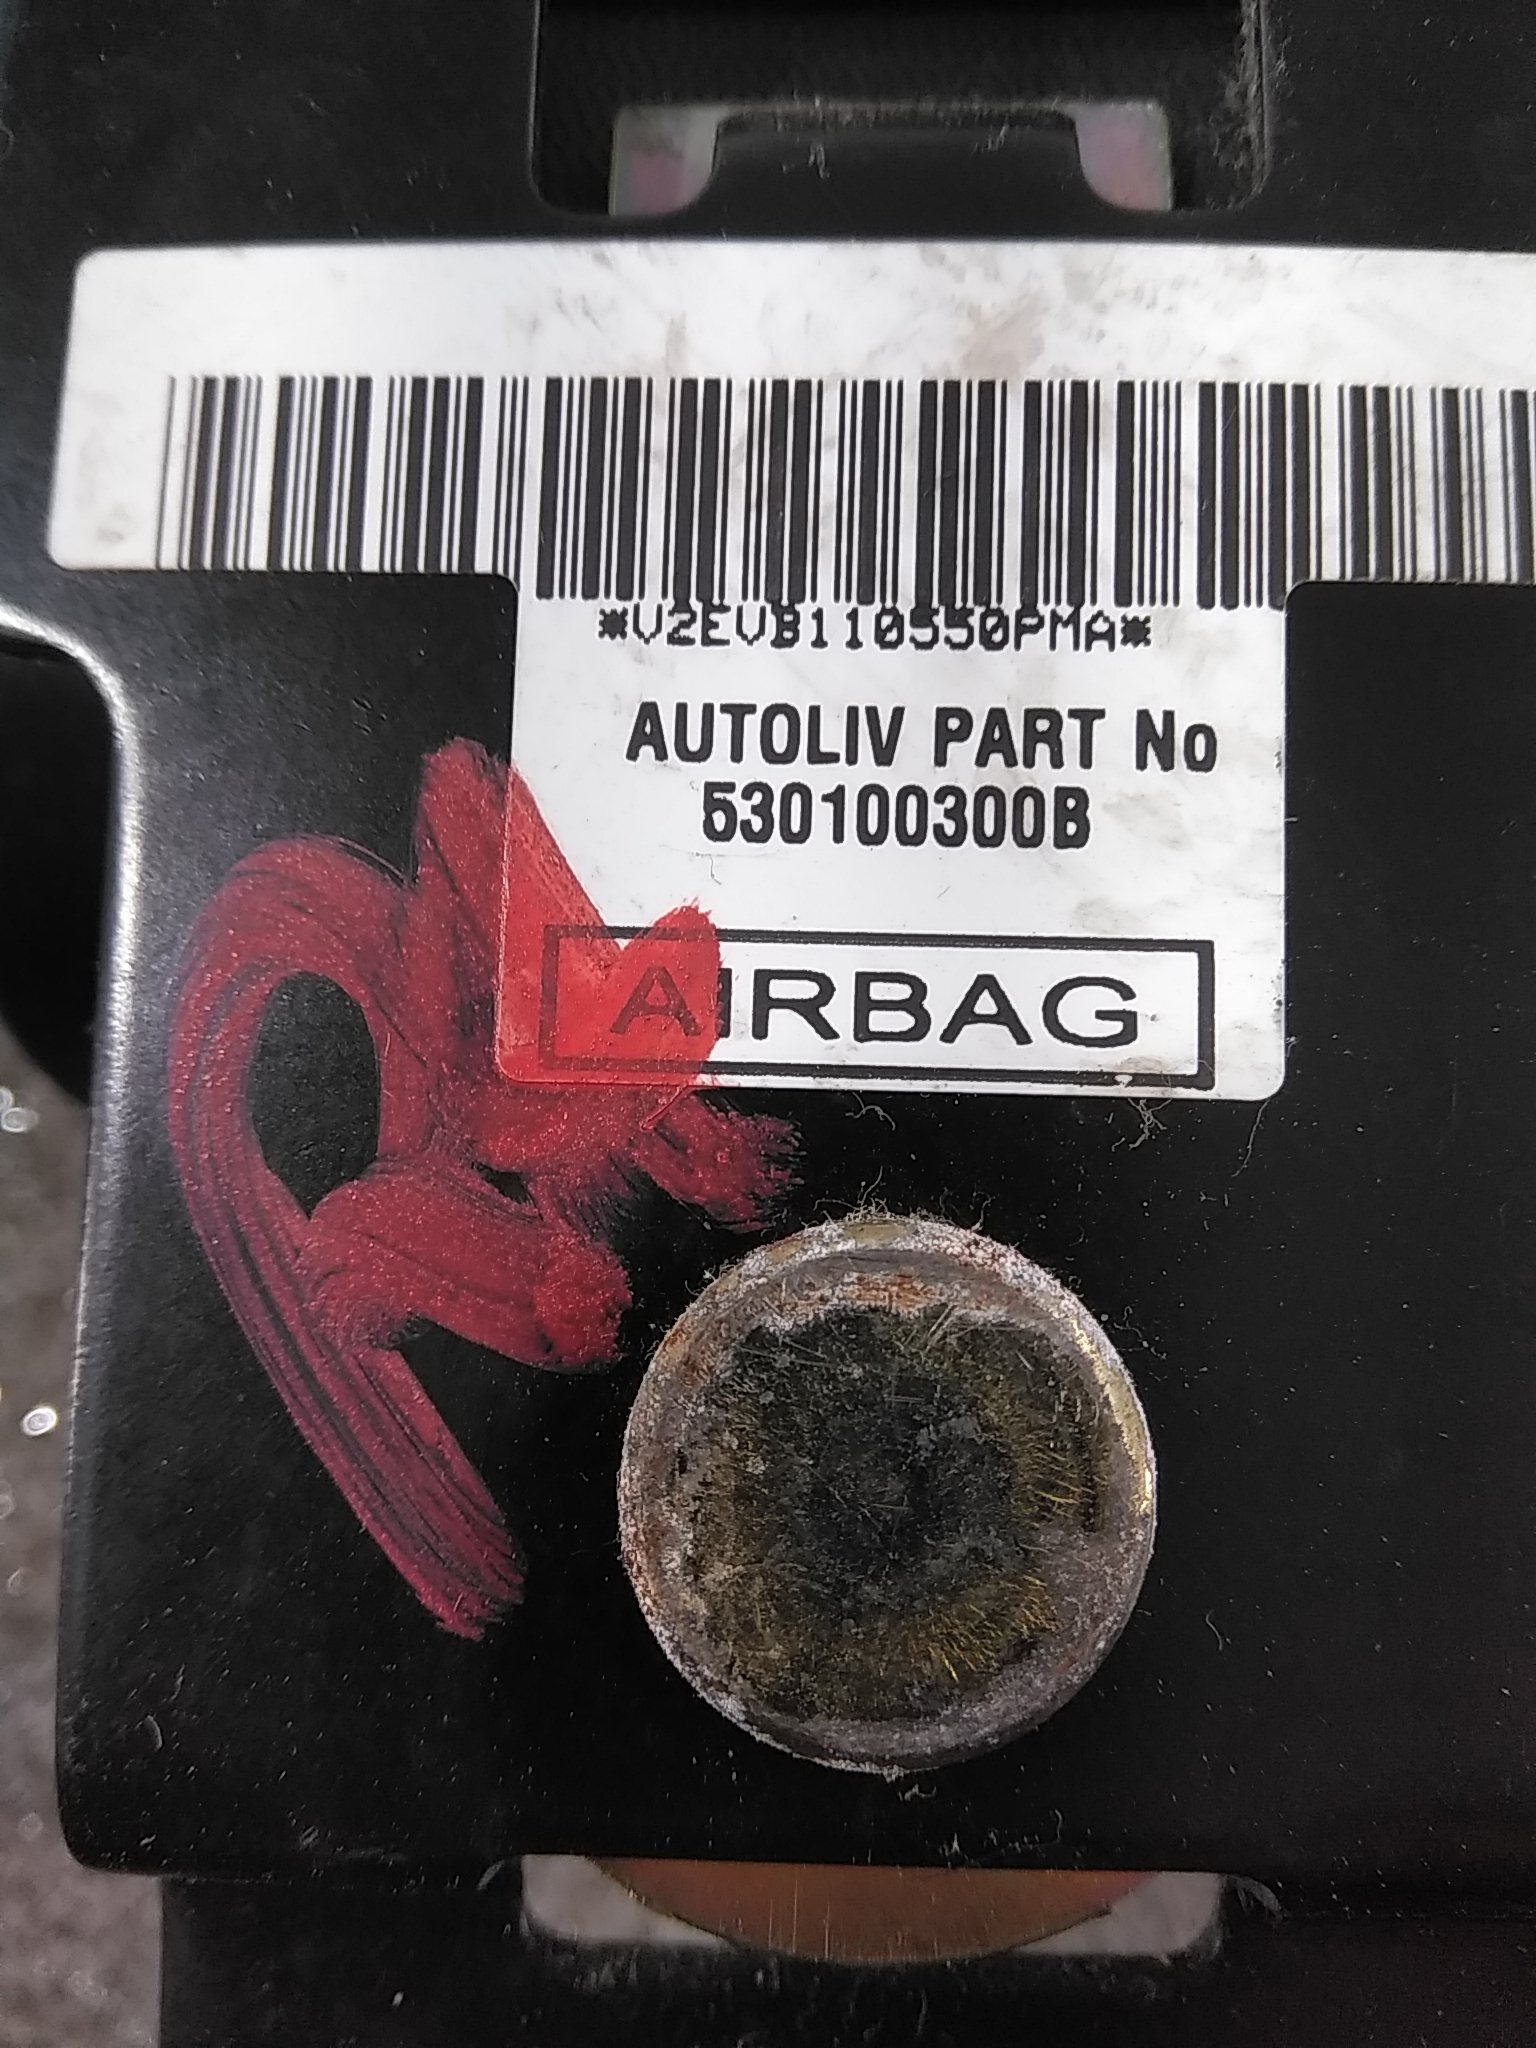 *V2EVB110550PMA*
AUTOLIV PART No
530100300B
AIRBAG